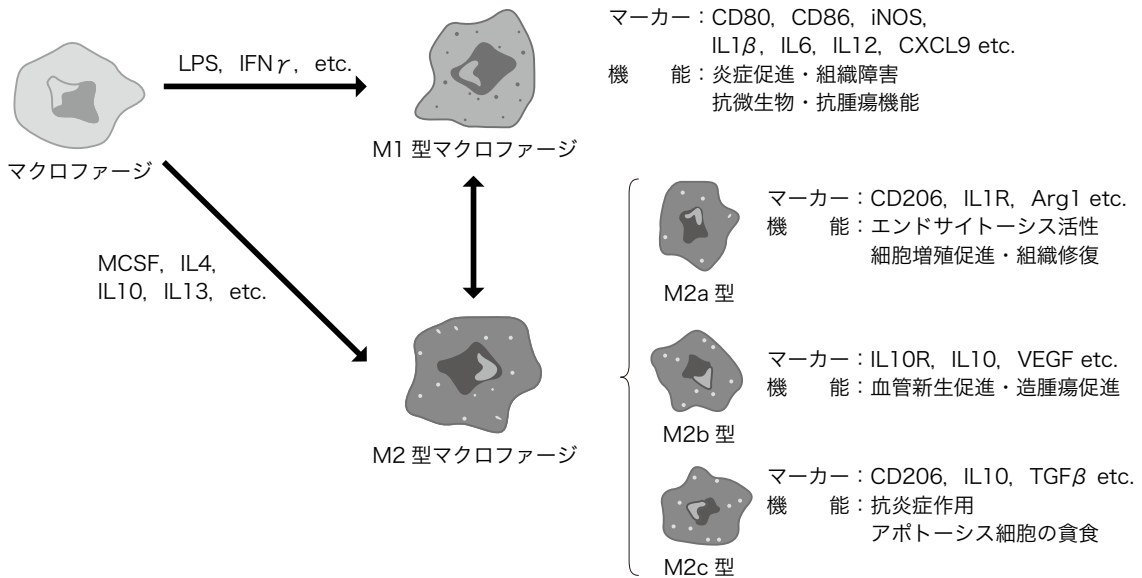 マクロファージ
LPS, IFNγ, etc.
M1 型マクロファージ
マーカー：CD80, CD86, iNOS,
IL1β, IL6, IL12, CXCL9 etc.
機　　能：炎症促進・組織障害
抗微生物・抗腫瘍機能
MCSF, IL4,
IL10, IL13, etc.
M2 型マクロファージ
M2a 型
マーカー：CD206, IL1R, Arg1 etc.
機　　能：エンドサイトーシス活性
細胞増殖促進・組織修復
M2b 型
マーカー：IL10R, IL10, VEGF etc.
機　　能：血管新生促進・造腫瘍促進
M2c 型
マーカー：CD206, IL10, TGFβ etc.
機　　能：抗炎症作用
アポトーシス細胞の貪食